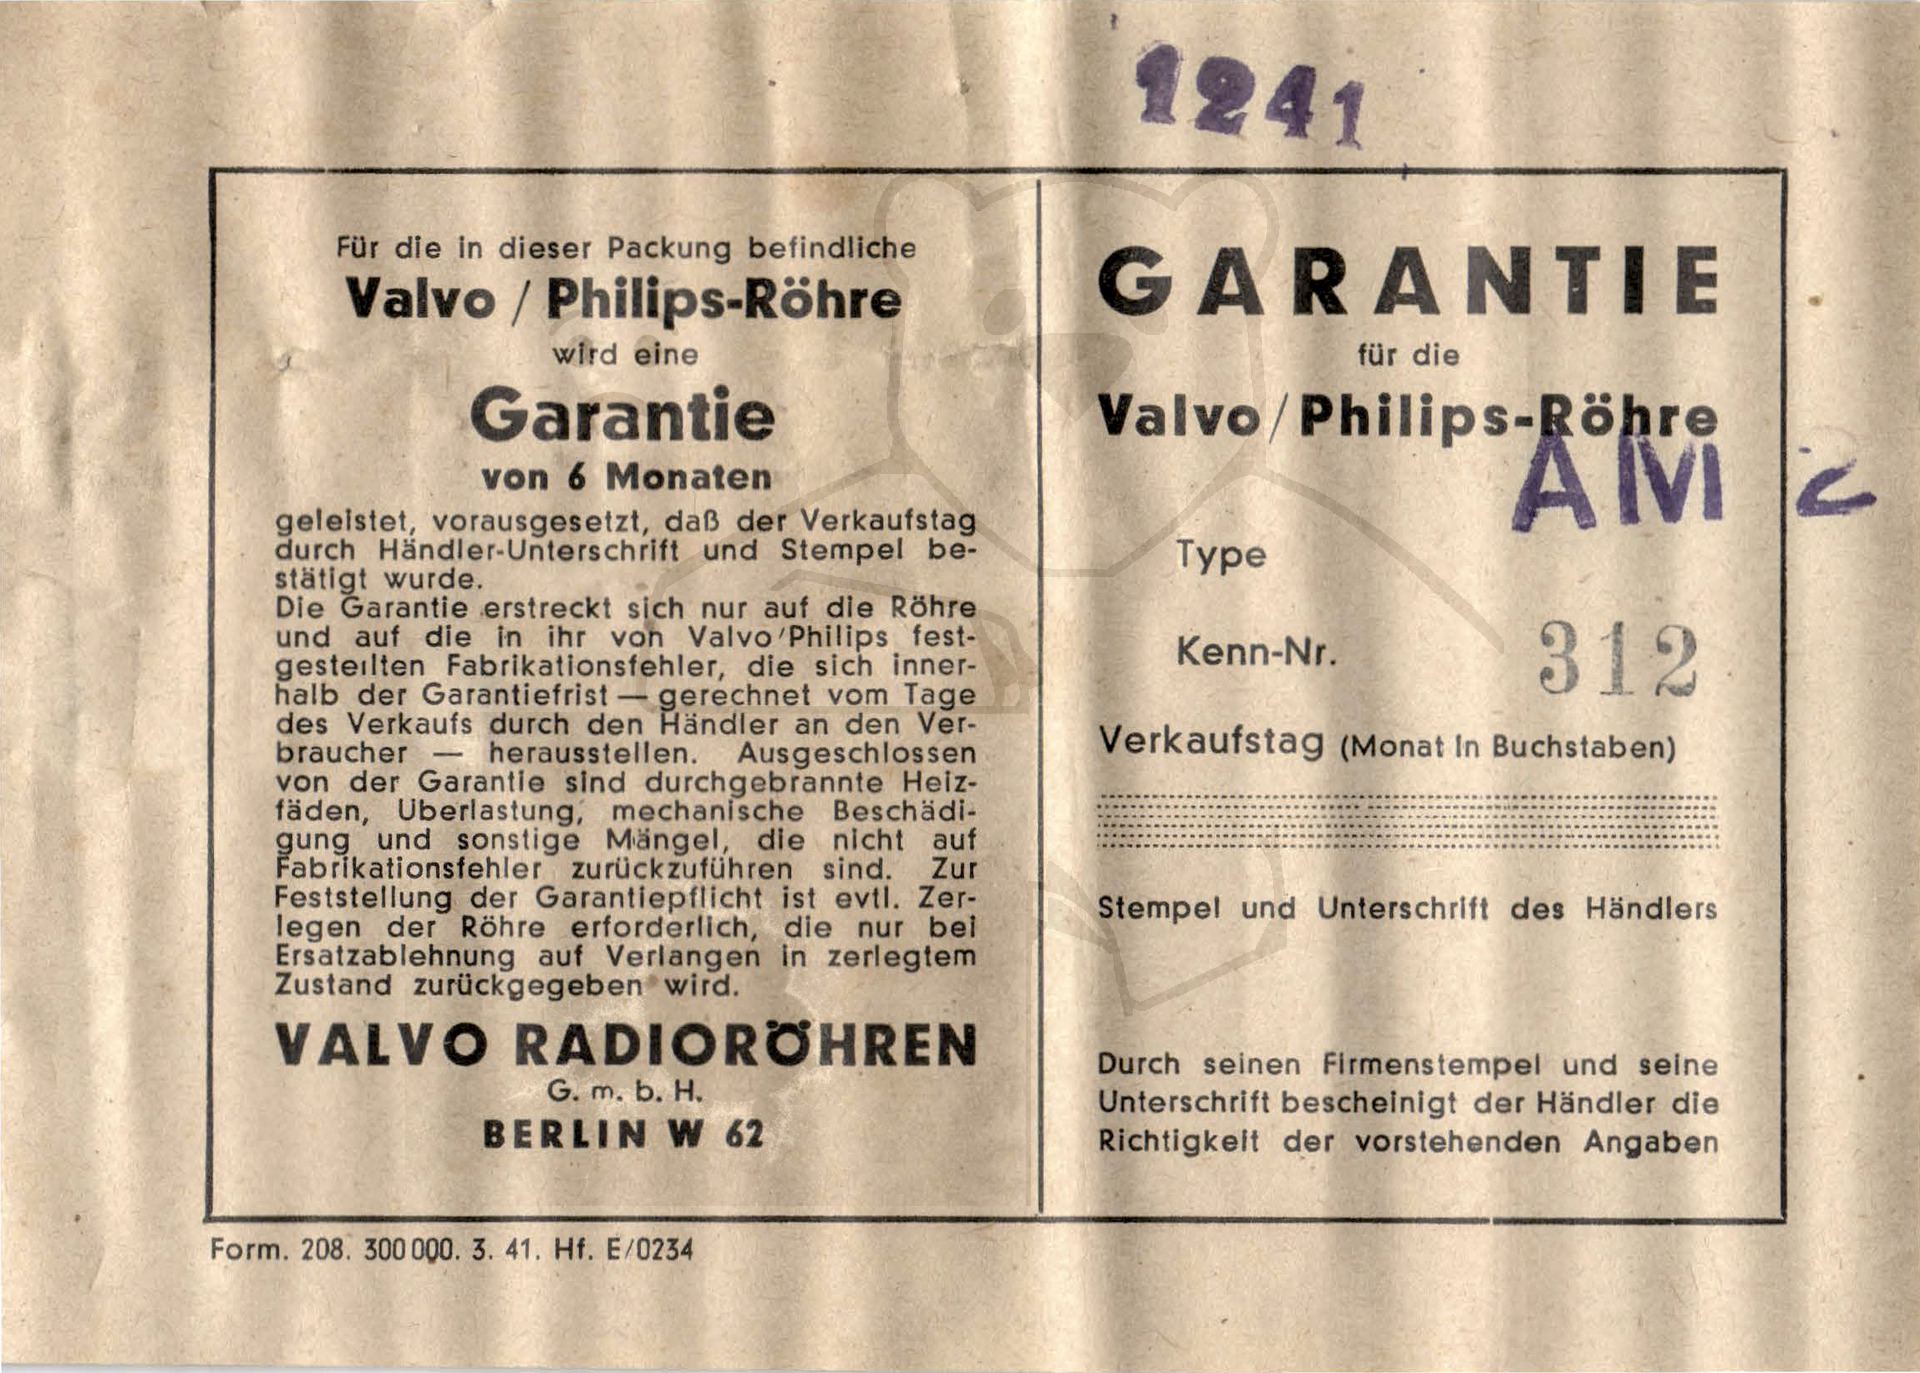 1241
Für die in dieser Packung befindliche
Valvo / Philips-Röhre
wird eine
Garantie
von 6 Monaten
geleistet, vorausgesetzt, daß der Verkaufstag
durch Händler-Unterschrift und Stempel be-
stätigt wurde.
Die Garantie erstreckt sich nur auf die Röhre
und auf die in ihr von Valvo/Philips fest-
gestellten Fabrikationsfehler, die sich inner-
halb der Garantiefrist — gerechnet vom Tage
des Verkaufs durch den Händler an den Ver-
braucher — herausstellen. Ausgeschlossen
von der Garantie sind durchgebrannte Heiz-
fäden, Uberlastung, mechanische Beschädi-
gung und sonstige Mängel, die nicht auf
Fabrikationsfehler zurückzuführen sind. Zur
Feststellung der Garantiepflicht ist evtl. Zer-
legen der Röhre erforderlich, die nur bei
Ersatzablehnung auf Verlangen in zerlegtem
Zustand zurückgegeben wird.
VALVO RADIORÖHREN
G. m. b. H.
BERLIN W 62
GARANTIE
für die
Valvo/Philips-Röhre
AM 2
Type
Kenn-Nr. 312
Verkaufstag (Monat in Buchstaben)
Stempel und Unterschrift des Händlers
Durch seinen Firmenstempel und seine
Unterschrift bescheinigt der Händler die
Richtigkeit der vorstehenden Angaben
Form. 208. 300000. 3. 41. Hf. E/0234